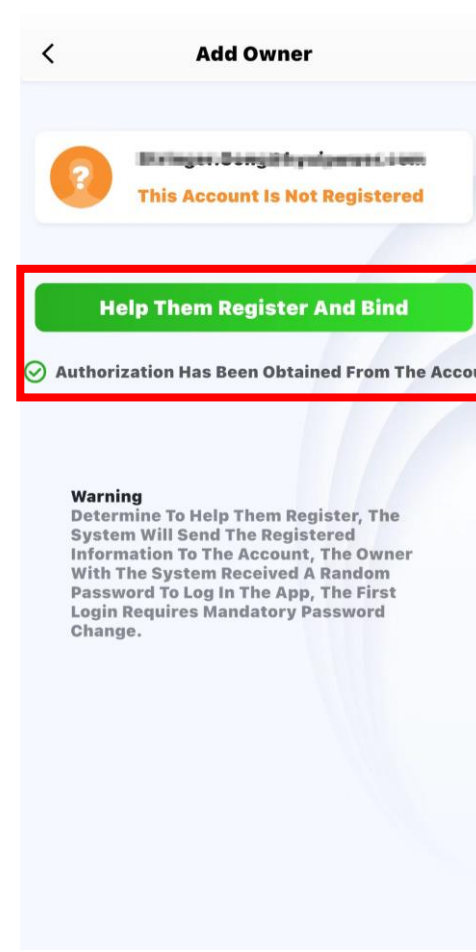 Add Owner
?
This Account Is Not Registered
Help Them Register And Bind
Authorization Has Been Obtained From The Accou
Warning
Determine To Help Them Register, The
System Will Send The Registered
Information To The Account, The Owner
With The System Received A Random
Password To Log In The App, The First
Login Requires Mandatory Password
Change.